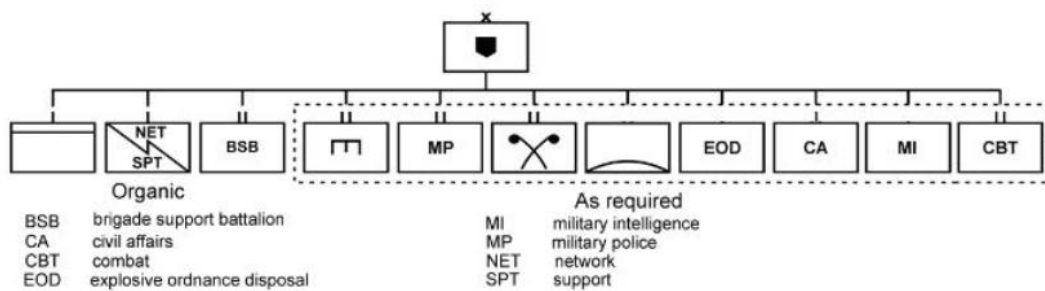 X
NET
SPT
BSB
MP
EOD
CA
MI
CBT
Organic
As required
BSB brigade support battalion
CA civil affairs
CBT combat
EOD explosive ordnance disposal
MI military intelligence
MP military police
NET network
SPT support